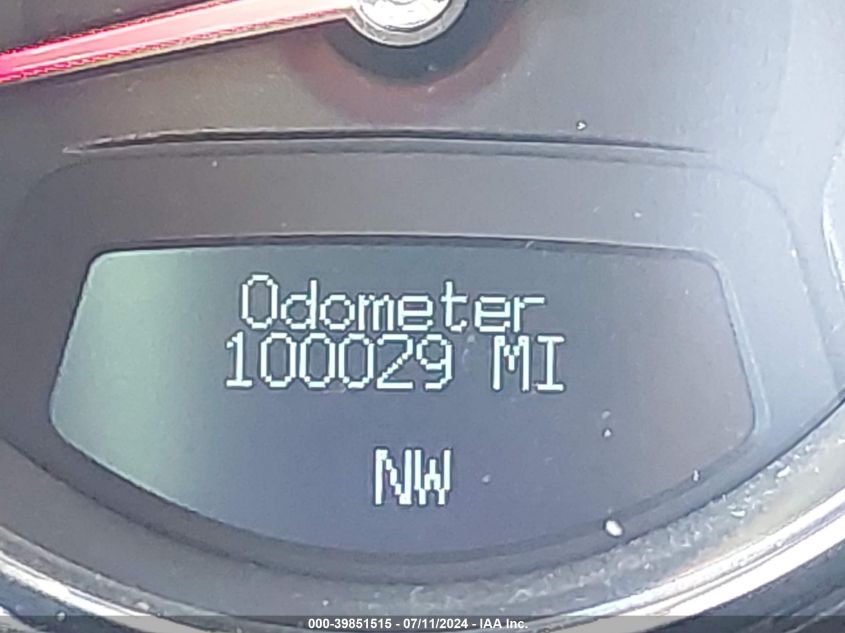 Odometer
100029 MI
NW
000-39851515 - 07/11/2024 - IAA Inc.